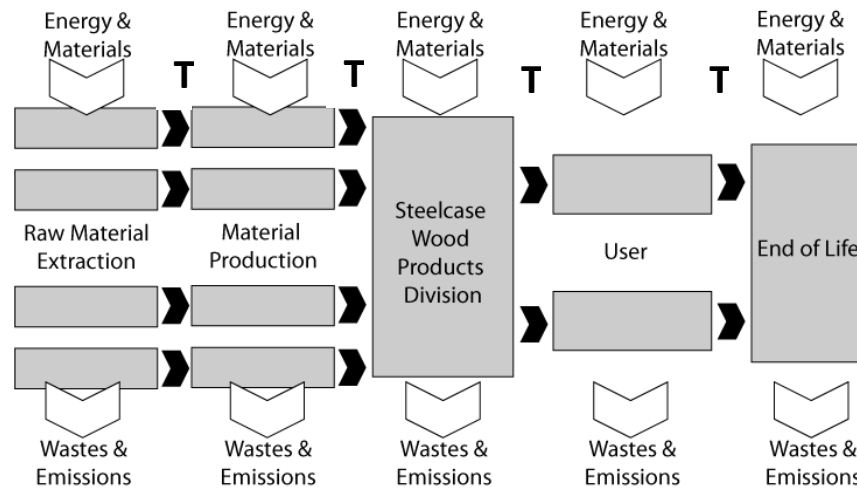 Energy &
Materials
Energy &
Materials
Energy &
Materials
Energy &
Materials
Energy &
Materials
T
T
T
T
Raw Material
Extraction
Material
Production
Steelcase
Wood
Products
Division
User
End of Life
Wastes &
Emissions
Wastes &
Emissions
Wastes &
Emissions
Wastes &
Emissions
Wastes &
Emissions